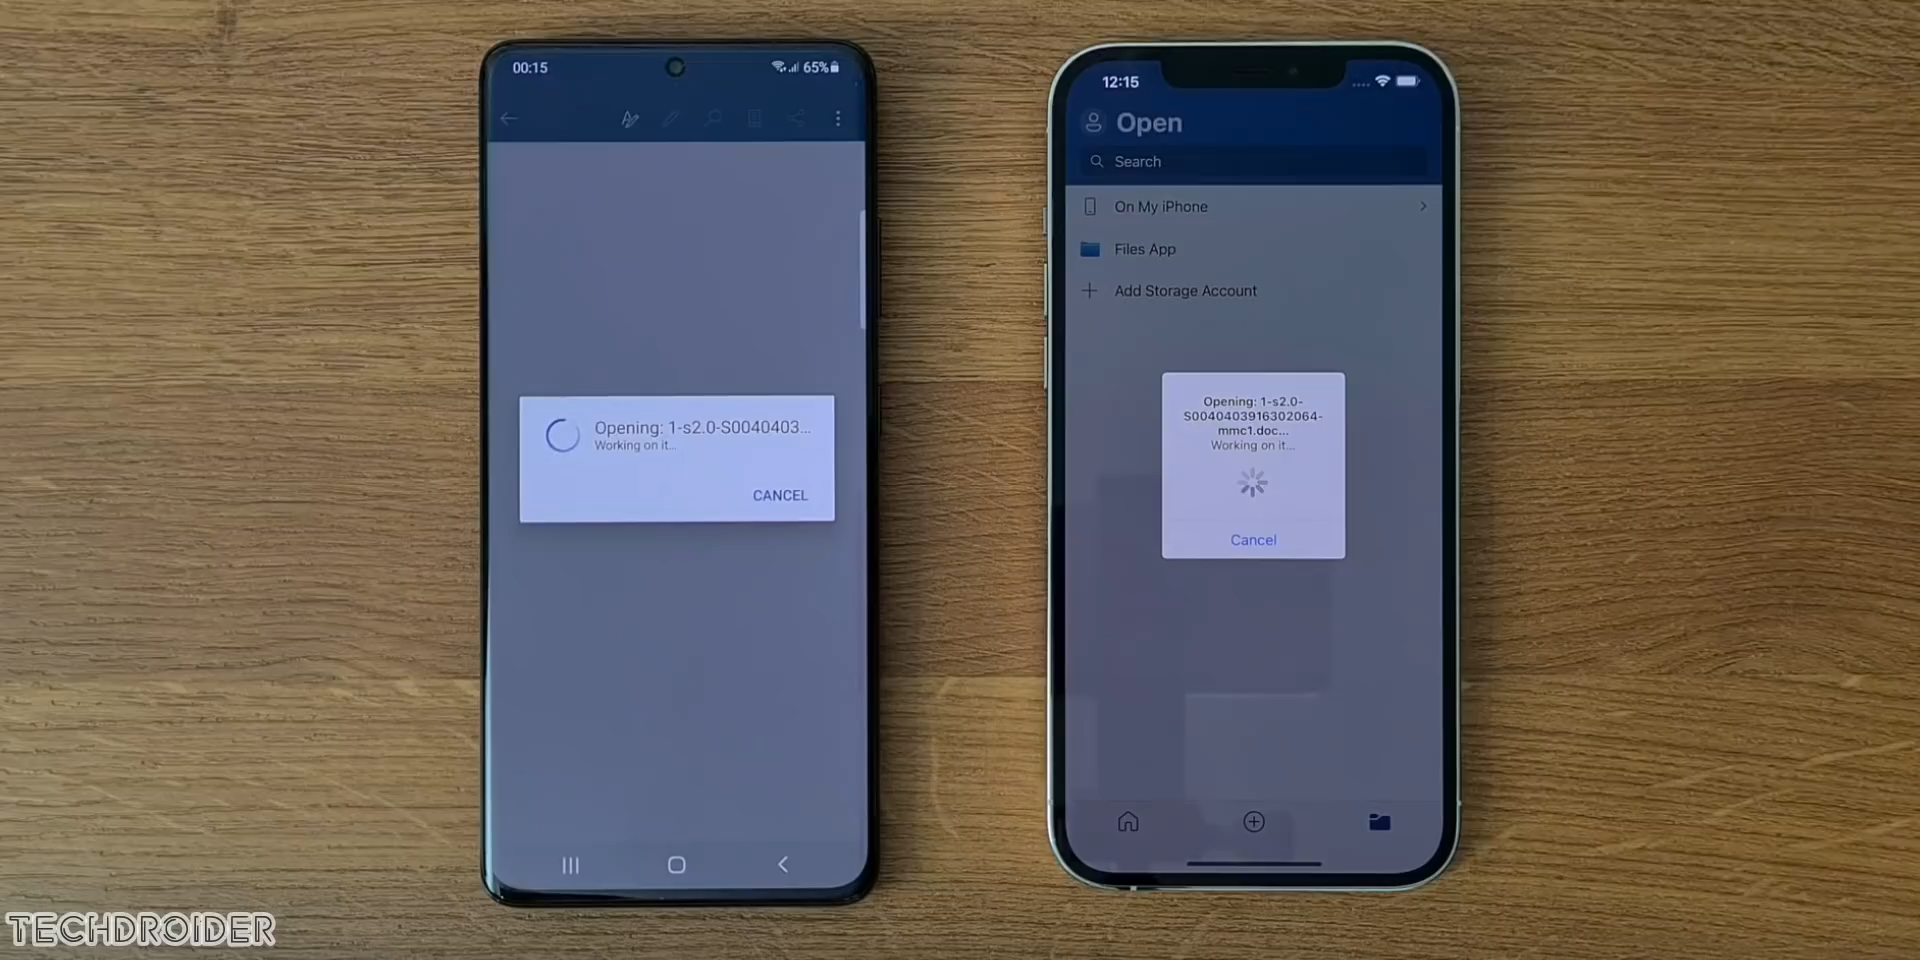 00:15
65%
Opening: 1-s2.0-S0040403...
Working on it...
CANCEL
12:15
Open
Search
On My iPhone
Files App
Add Storage Account
Opening: 1-s2.0-
S0040403916302064-
mmc1.doc...
Working on it...
Cancel
TECHDROIDER